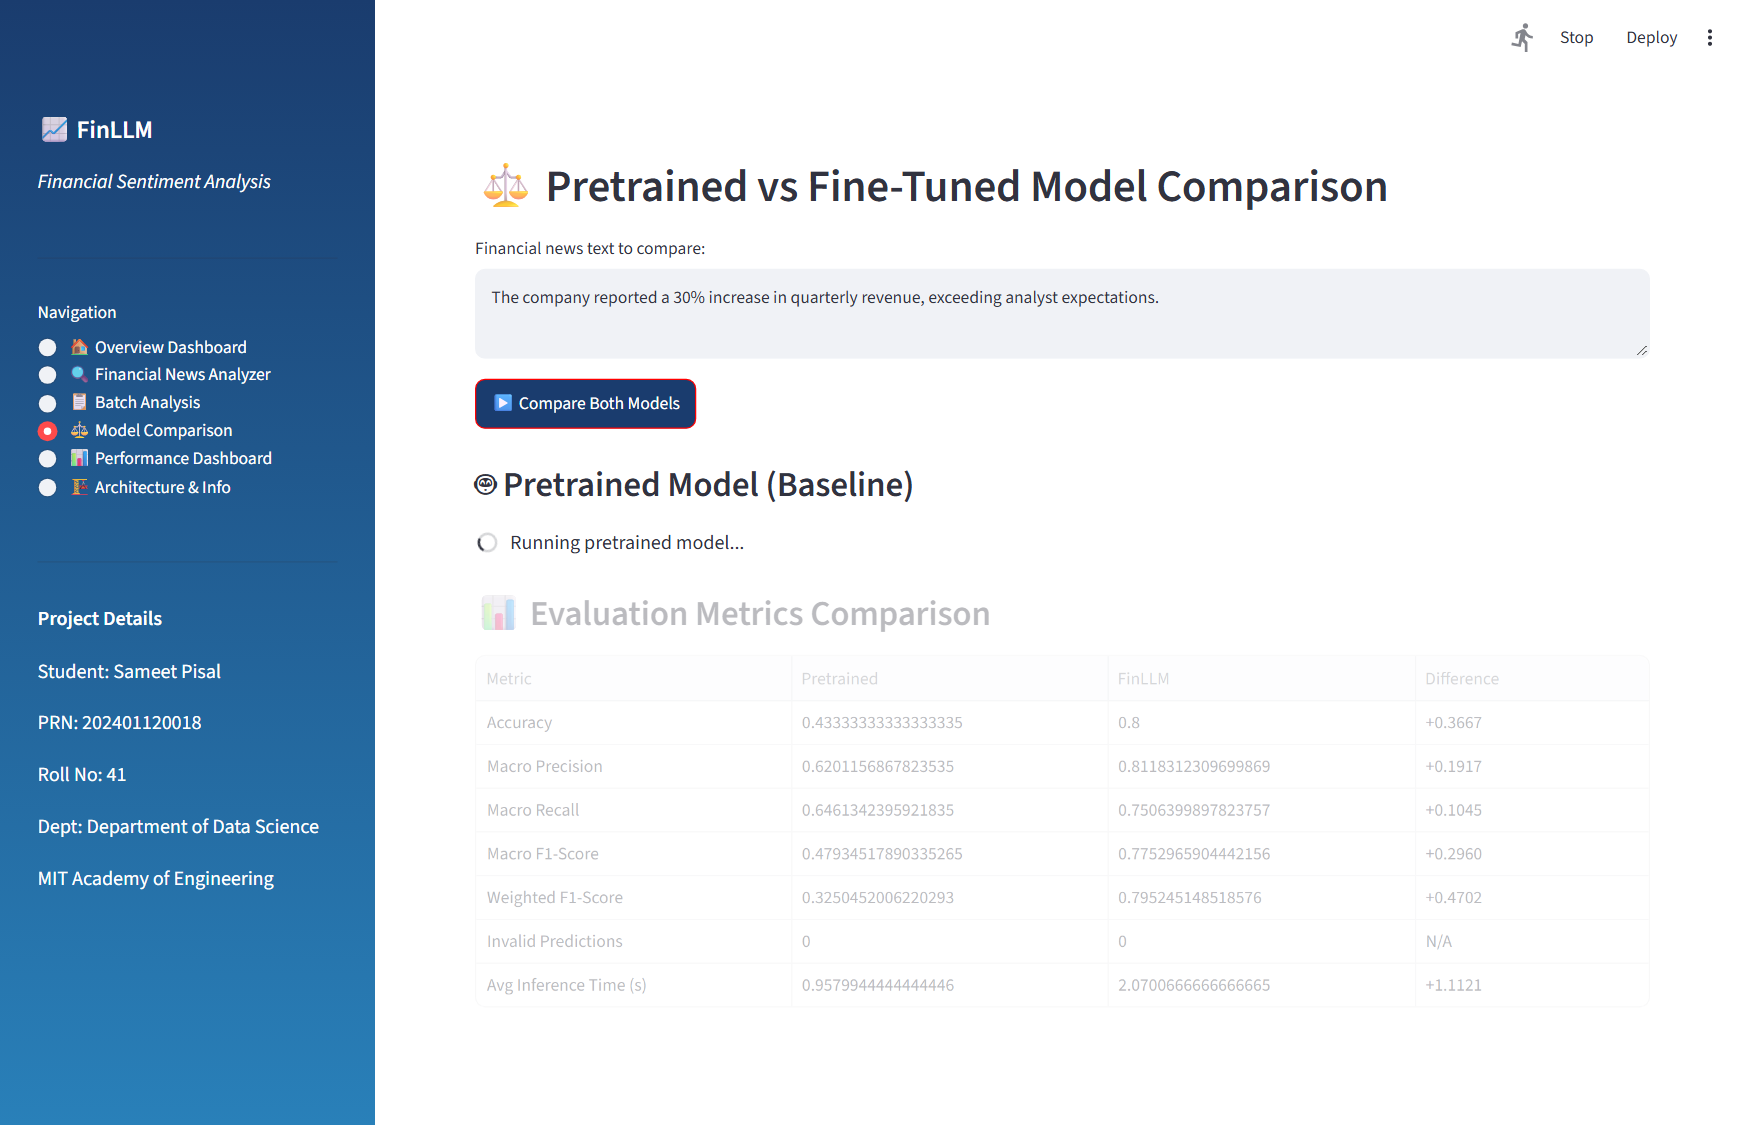 Stop
Deploy
FinLLM
Financial Sentiment Analysis
Navigation
Overview Dashboard
Financial News Analyzer
Batch Analysis
Model Comparison
Performance Dashboard
Architecture & Info
Project Details
Student: Sameet Pisal
PRN: 202401120018
Roll No: 41
Dept: Department of Data Science
MIT Academy of Engineering
Pretrained vs Fine-Tuned Model Comparison
Financial news text to compare:
The company reported a 30% increase in quarterly revenue, exceeding analyst expectations.
Compare Both Models
Pretrained Model (Baseline)
Running pretrained model...
Evaluation Metrics Comparison
Metric Pretrained FinLLM Difference
Accuracy 0.43333333333333335 0.8 +0.3667
Macro Precision 0.6201156867823535 0.8118312309699869 +0.1917
Macro Recall 0.6461342395921835 0.7506399897823757 +0.1045
Macro F1-Score 0.47934517890335265 0.7752965904442156 +0.2960
Weighted F1-Score 0.3250452006220293 0.795245148518576 +0.4702
Invalid Predictions 0 0 N/A
Avg Inference Time (s) 0.9579944444444446 2.0700666666666665 +1.1121